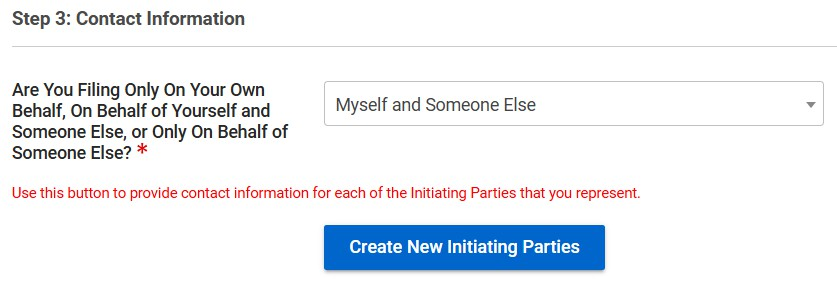 Step 3: Contact Information
Are You Filing Only On Your Own
Behalf, On Behalf of Yourself and
Someone Else, or Only On Behalf of
Someone Else? *
Myself and Someone Else
Use this button to provide contact information for each of the Initiating Parties that you represent.
Create New Initiating Parties